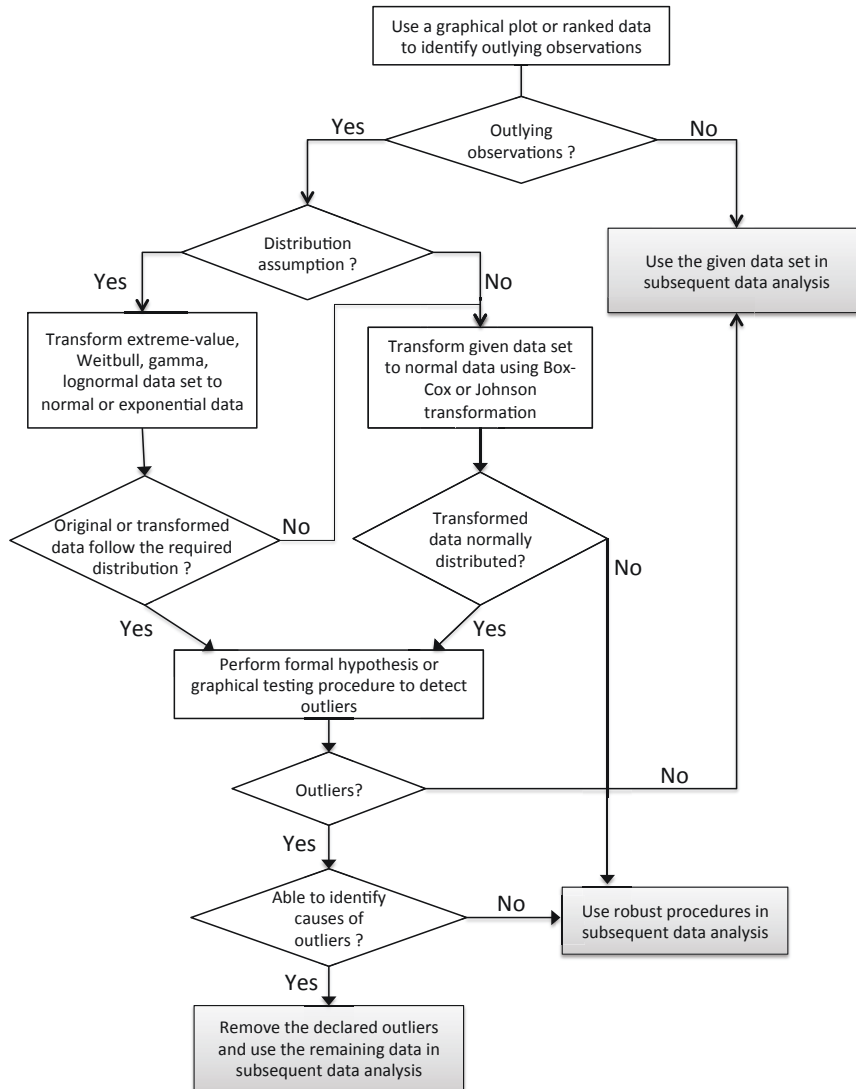 Use a graphical plot or ranked data
to identify outlying observations
Yes
Outlying
observations ?
No
Distribution
assumption ?
Yes
No
Use the given data set in
subsequent data analysis
Transform extreme-value,
Weitbull, gamma,
lognormal data set to
normal or exponential data
Transform given data set
to normal data using Box-
Cox or Johnson
transformation
Original or transformed
data follow the required
distribution ?
No
Transformed
data normally
distributed?
No
Yes
Yes
Perform formal hypothesis or
graphical testing procedure to detect
outliers
Outliers?
No
Yes
Able to identify
causes of
outliers ?
No
Use robust procedures in
subsequent data analysis
Yes
Remove the declared outliers
and use the remaining data in
subsequent data analysis